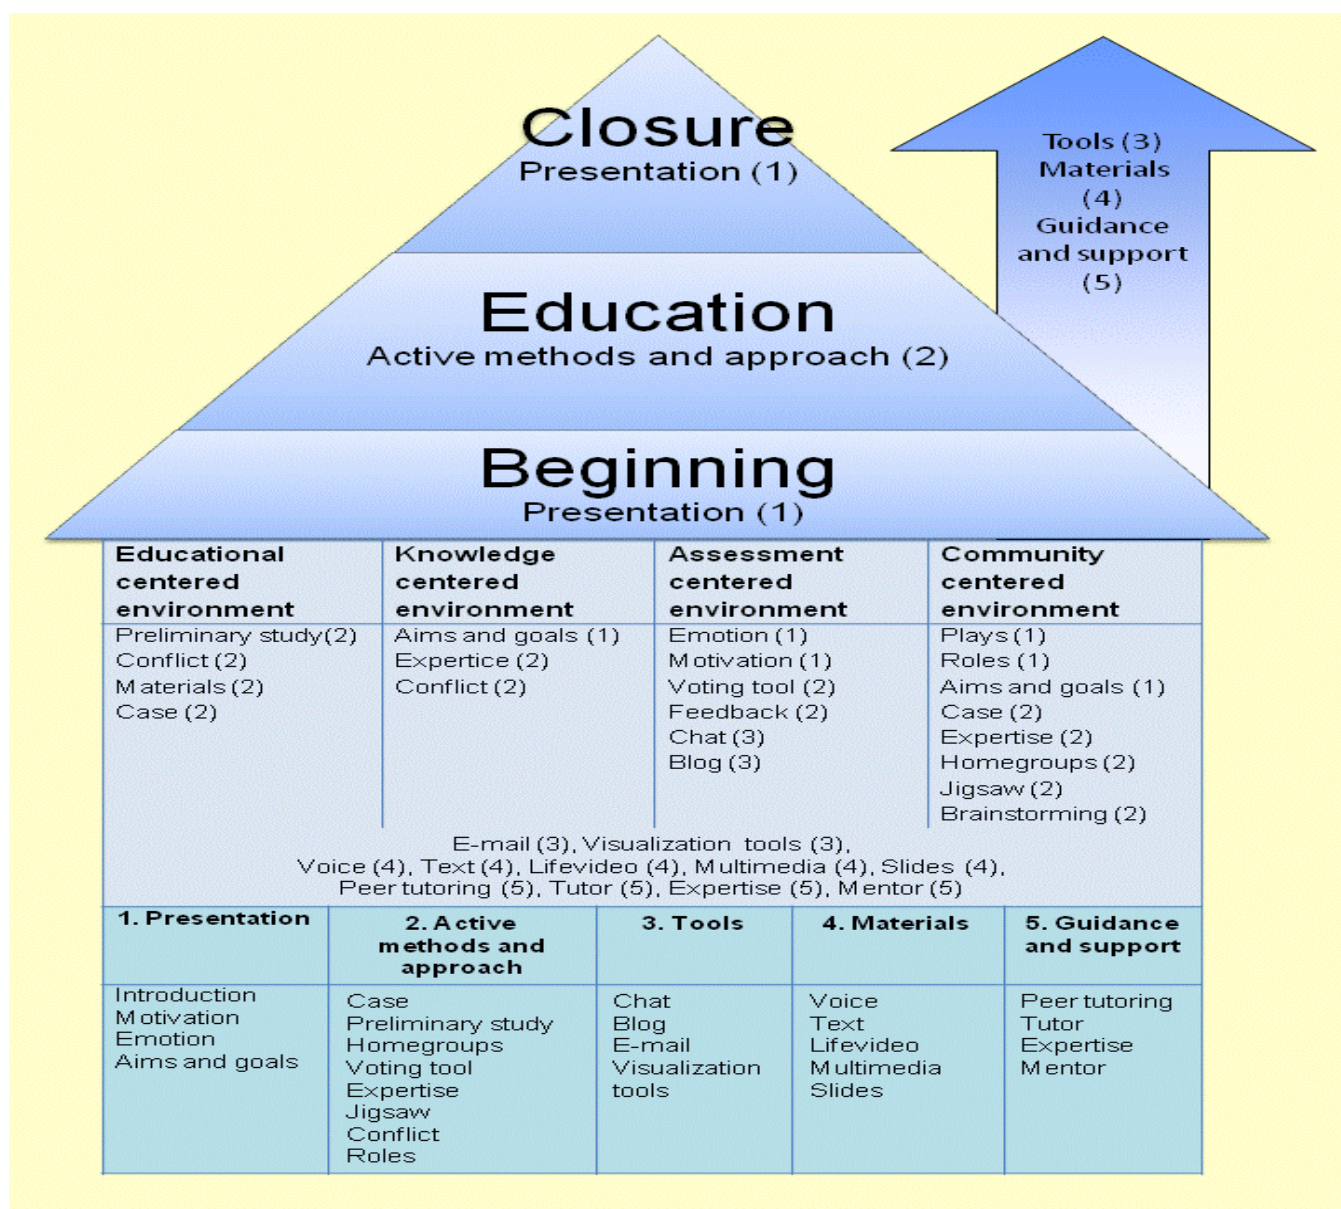 Closure
Presentation (1)
Tools (3)
Materials
(4)
Guidance
and support
(5)
Education
Active methods and approach (2)
Beginning
Presentation (1)
Educational
centered
environment
Preliminary study(2)
Conflict (2)
Materials (2)
Case (2)
Knowledge
centered
environment
Aims and goals (1)
Expertice (2)
Conflict (2)
Assessment
centered
environment
Emotion (1)
Motivation (1)
Voting tool (2)
Feedback (2)
Chat (3)
Blog (3)
Community
centered
environment
Plays (1)
Roles (1)
Aims and goals (1)
Case (2)
Expertise (2)
Homegroups (2)
Jigsaw (2)
Brainstorming (2)
E-mail (3), Visualization tools (3),
Voice (4), Text (4), Lifevideo (4), Multimedia (4), Slides (4),
Peer tutoring (5), Tutor (5), Expertise (5), Mentor (5)
1. Presentation
Introduction
Motivation
Emotion
Aims and goals
2. Active
methods and
approach
Case
Preliminary study
Homegroups
Voting tool
Expertise
Jigsaw
Conflict
Roles
3. Tools
Chat
Blog
E-mail
Visualization
tools
4. Materials
Voice
Text
Lifevideo
Multimedia
Slides
5. Guidance
and support
Peer tutoring
Tutor
Expertise
Mentor